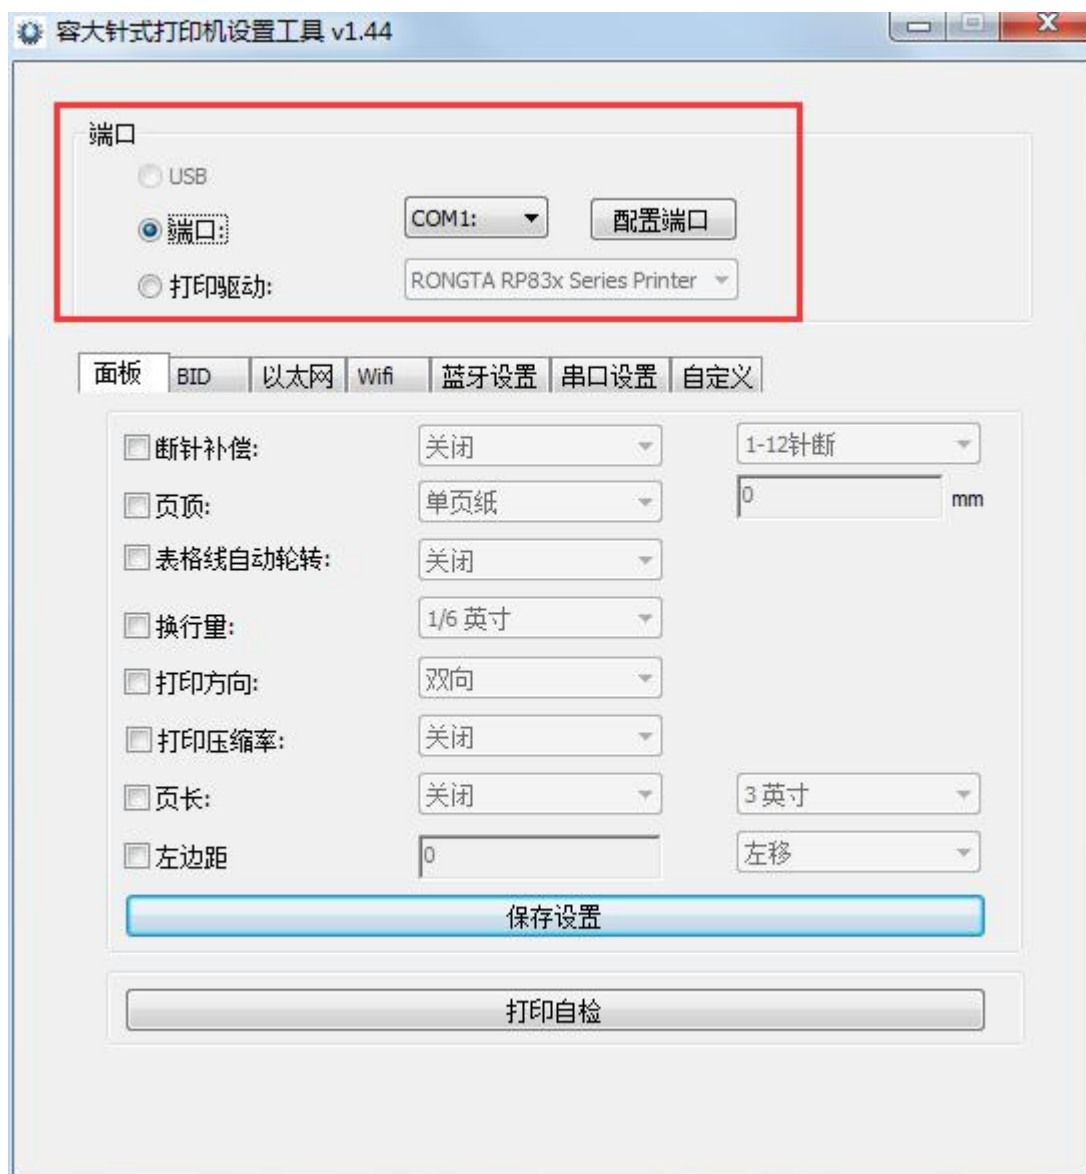 容大针式打印机设置工具 v1.44
端口
USB
端口: COM1: 配置端口
打印驱动: RONGTA RP83x Series Printer
面板 BID 以太网 Wifi 蓝牙设置 串口设置 自定义
断针补偿: 关闭 1-12针断
页顶: 单页纸 0 mm
表格线自动轮转: 关闭
换行量: 1/6 英寸
打印方向: 双向
打印压缩率: 关闭
页长: 关闭 3 英寸
左边距 0 左移
保存设置
打印自检